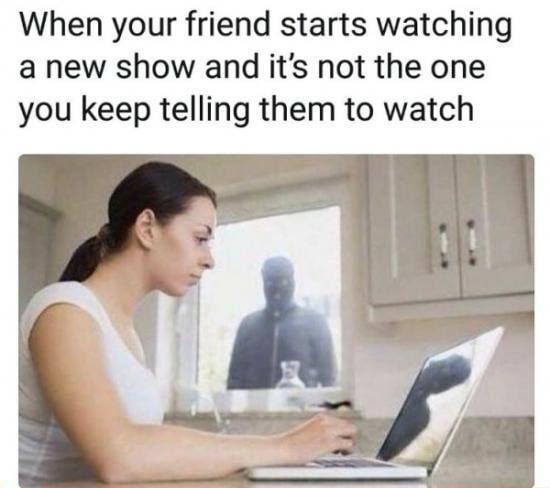 When your friend starts watching
a new show and it's not the one
you keep telling them to watch